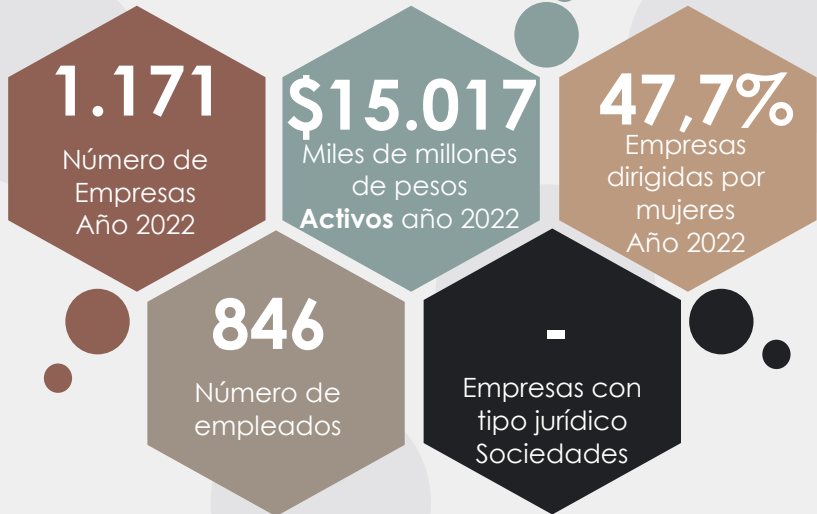 1.171
Número de
Empresas
Año 2022
$15.017
Miles de millones
de pesos
Activos año 2022
47,7%
Empresas
dirigidas por
mujeres
Año 2022
846
Número de
empleados
-
Empresas con
tipo jurídico
Sociedades